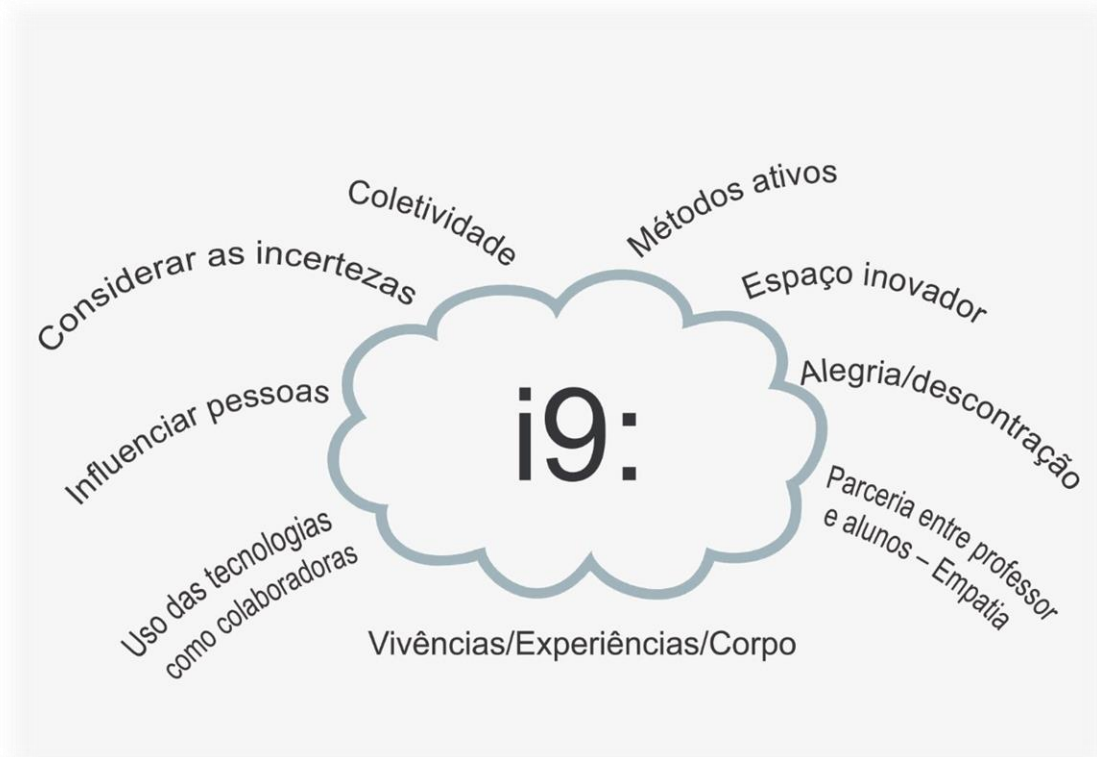 Coletividade
Métodos ativos
Considerar as incertezas
Espaço inovador
Influenciar pessoas
i9:
Alegria/descontração
Uso das tecnologias
como colaboradoras
Parceria entre professor
e alunos – Empatia
Vivências/Experiências/Corpo